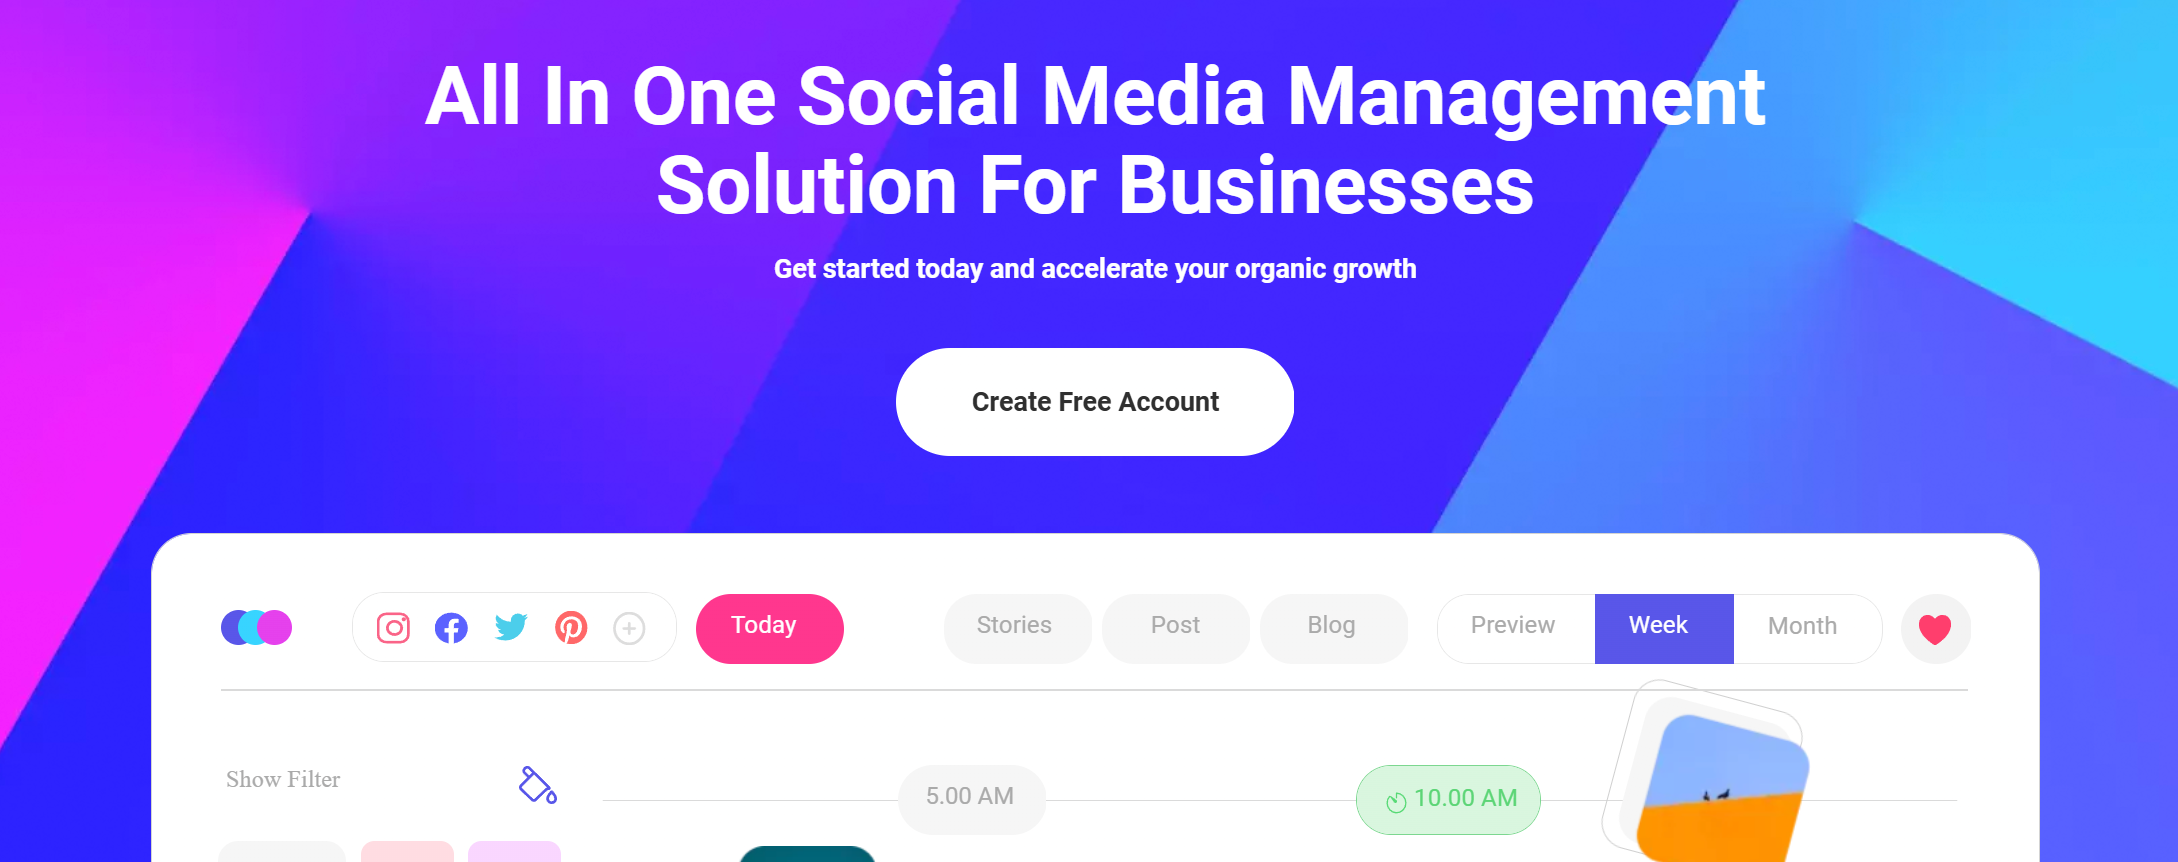 All In One Social Media Management
Solution For Businesses
Get started today and accelerate your organic growth
Create Free Account
Today
Stories
Post
Blog
Preview
Week
Month
Show Filter
5.00 AM
10.00 AM